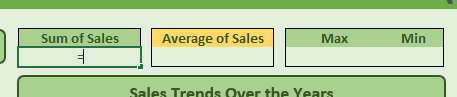 Sum of Sales Average of Sales Max Min
=
Sales Trends Over the Years